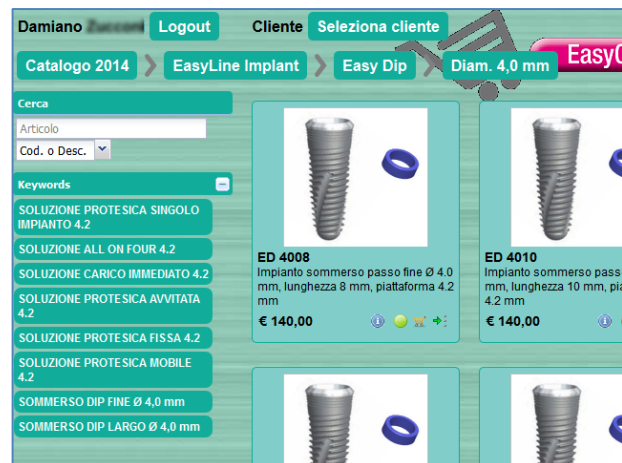 Damiano Logout Cliente Seleziona cliente
Catalogo 2014 EasyLine Implant Easy Dip Diam. 4,0 mm
Cerca
Articolo
Cod. o Desc.
Keywords
SOLUZIONE PROTESICA SINGOLO
IMPIANTO 4.2
SOLUZIONE ALL ON FOUR 4.2
SOLUZIONE CARICO IMMEDIATO 4.2
SOLUZIONE PROTESICA AVVITATA
4.2
SOLUZIONE PROTESICA FISSA 4.2
SOLUZIONE PROTESICA MOBILE
4.2
SOMMERSO DIP FINE Ø 4,0 mm
SOMMERSO DIP LARGO Ø 4,0 mm
ED 4008
Impianto sommerso passo fine Ø 4.0
mm, lunghezza 8 mm, piattaforma 4.2
mm
€ 140,00
ED 4010
Impianto sommerso pass
mm, lunghezza 10 mm, pia
4.2 mm
€ 140,00